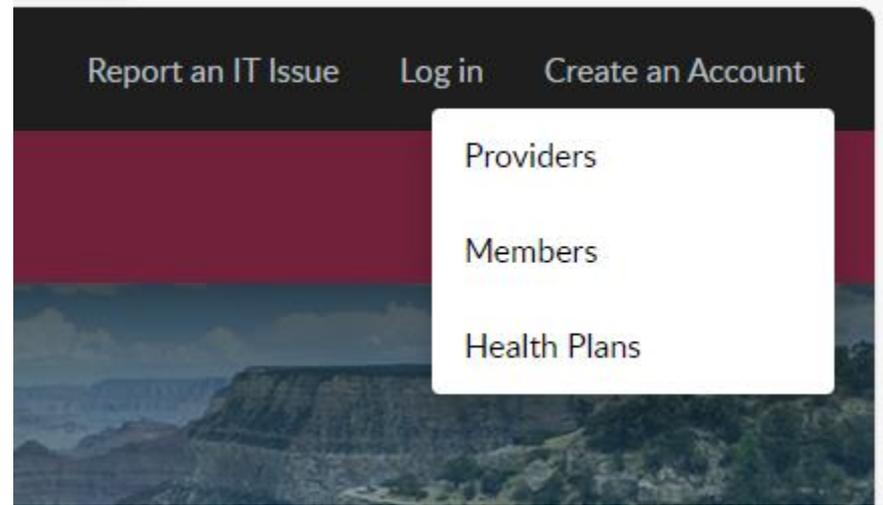 Report an IT Issue Log in Create an Account
Providers
Members
Health Plans